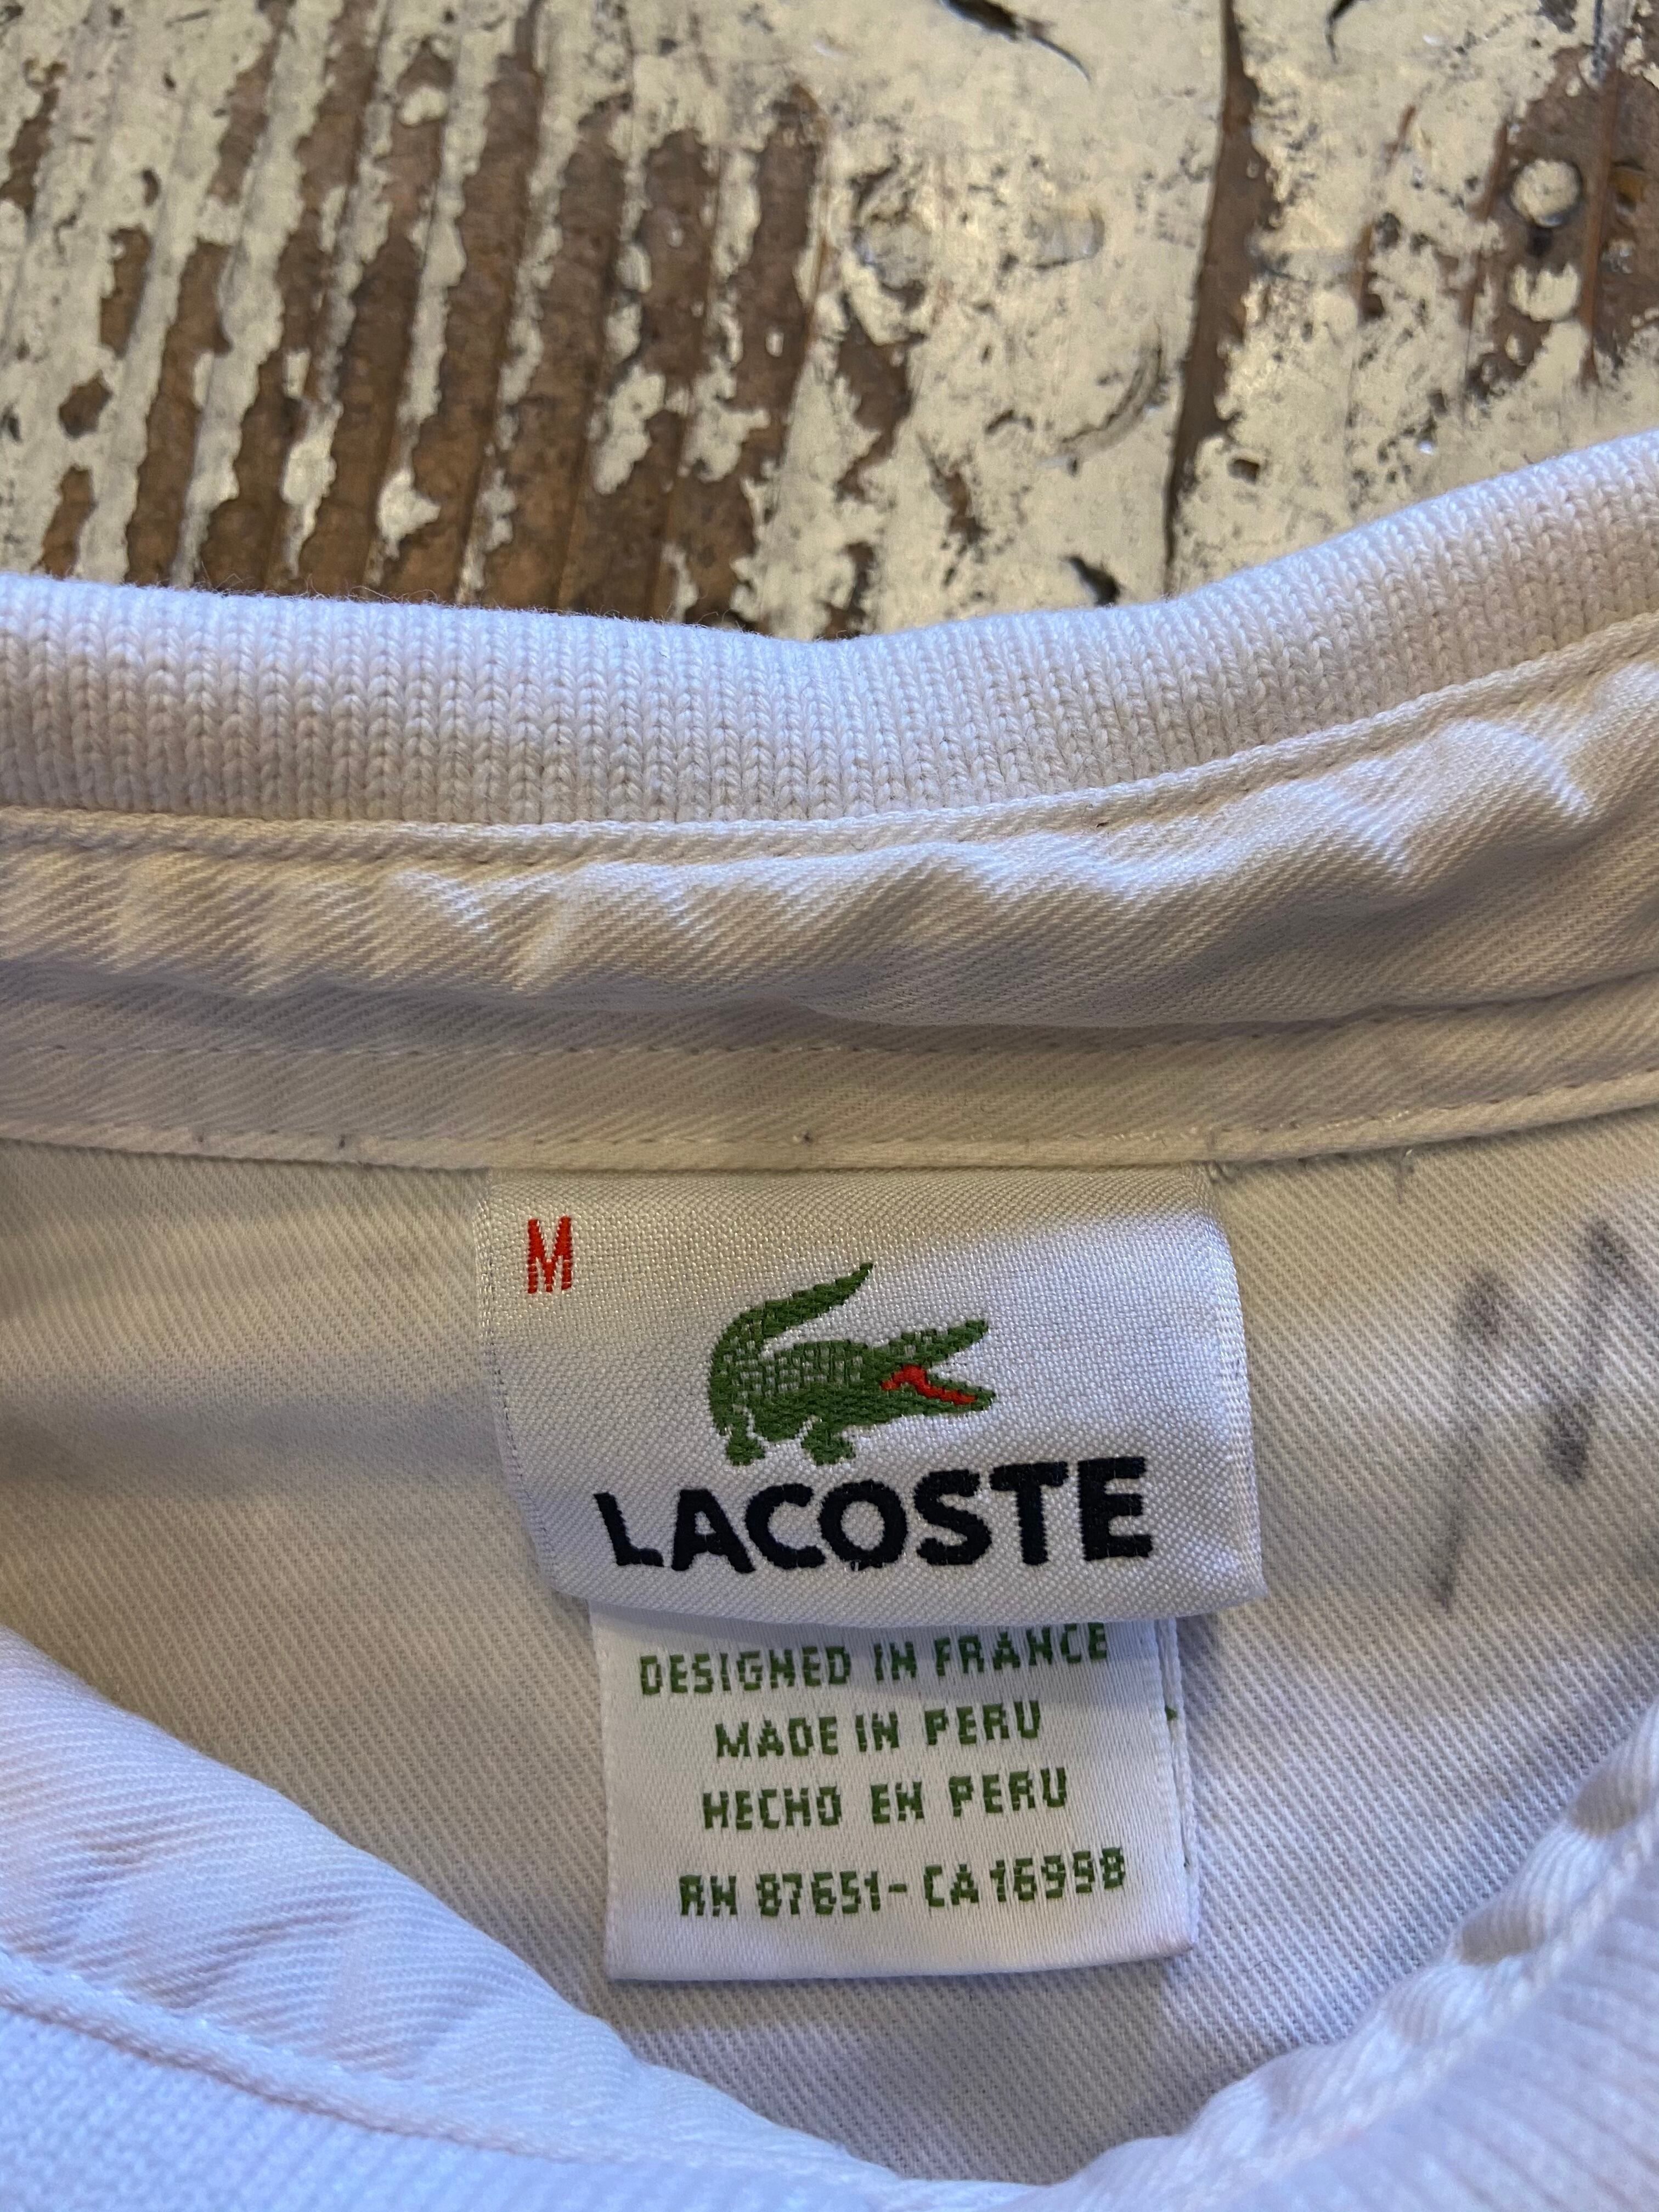 M
LACOSTE
DESIGNED IN FRANCE
MADE IN PERU
HECHO EN PERU
RN 87651-CA 16998